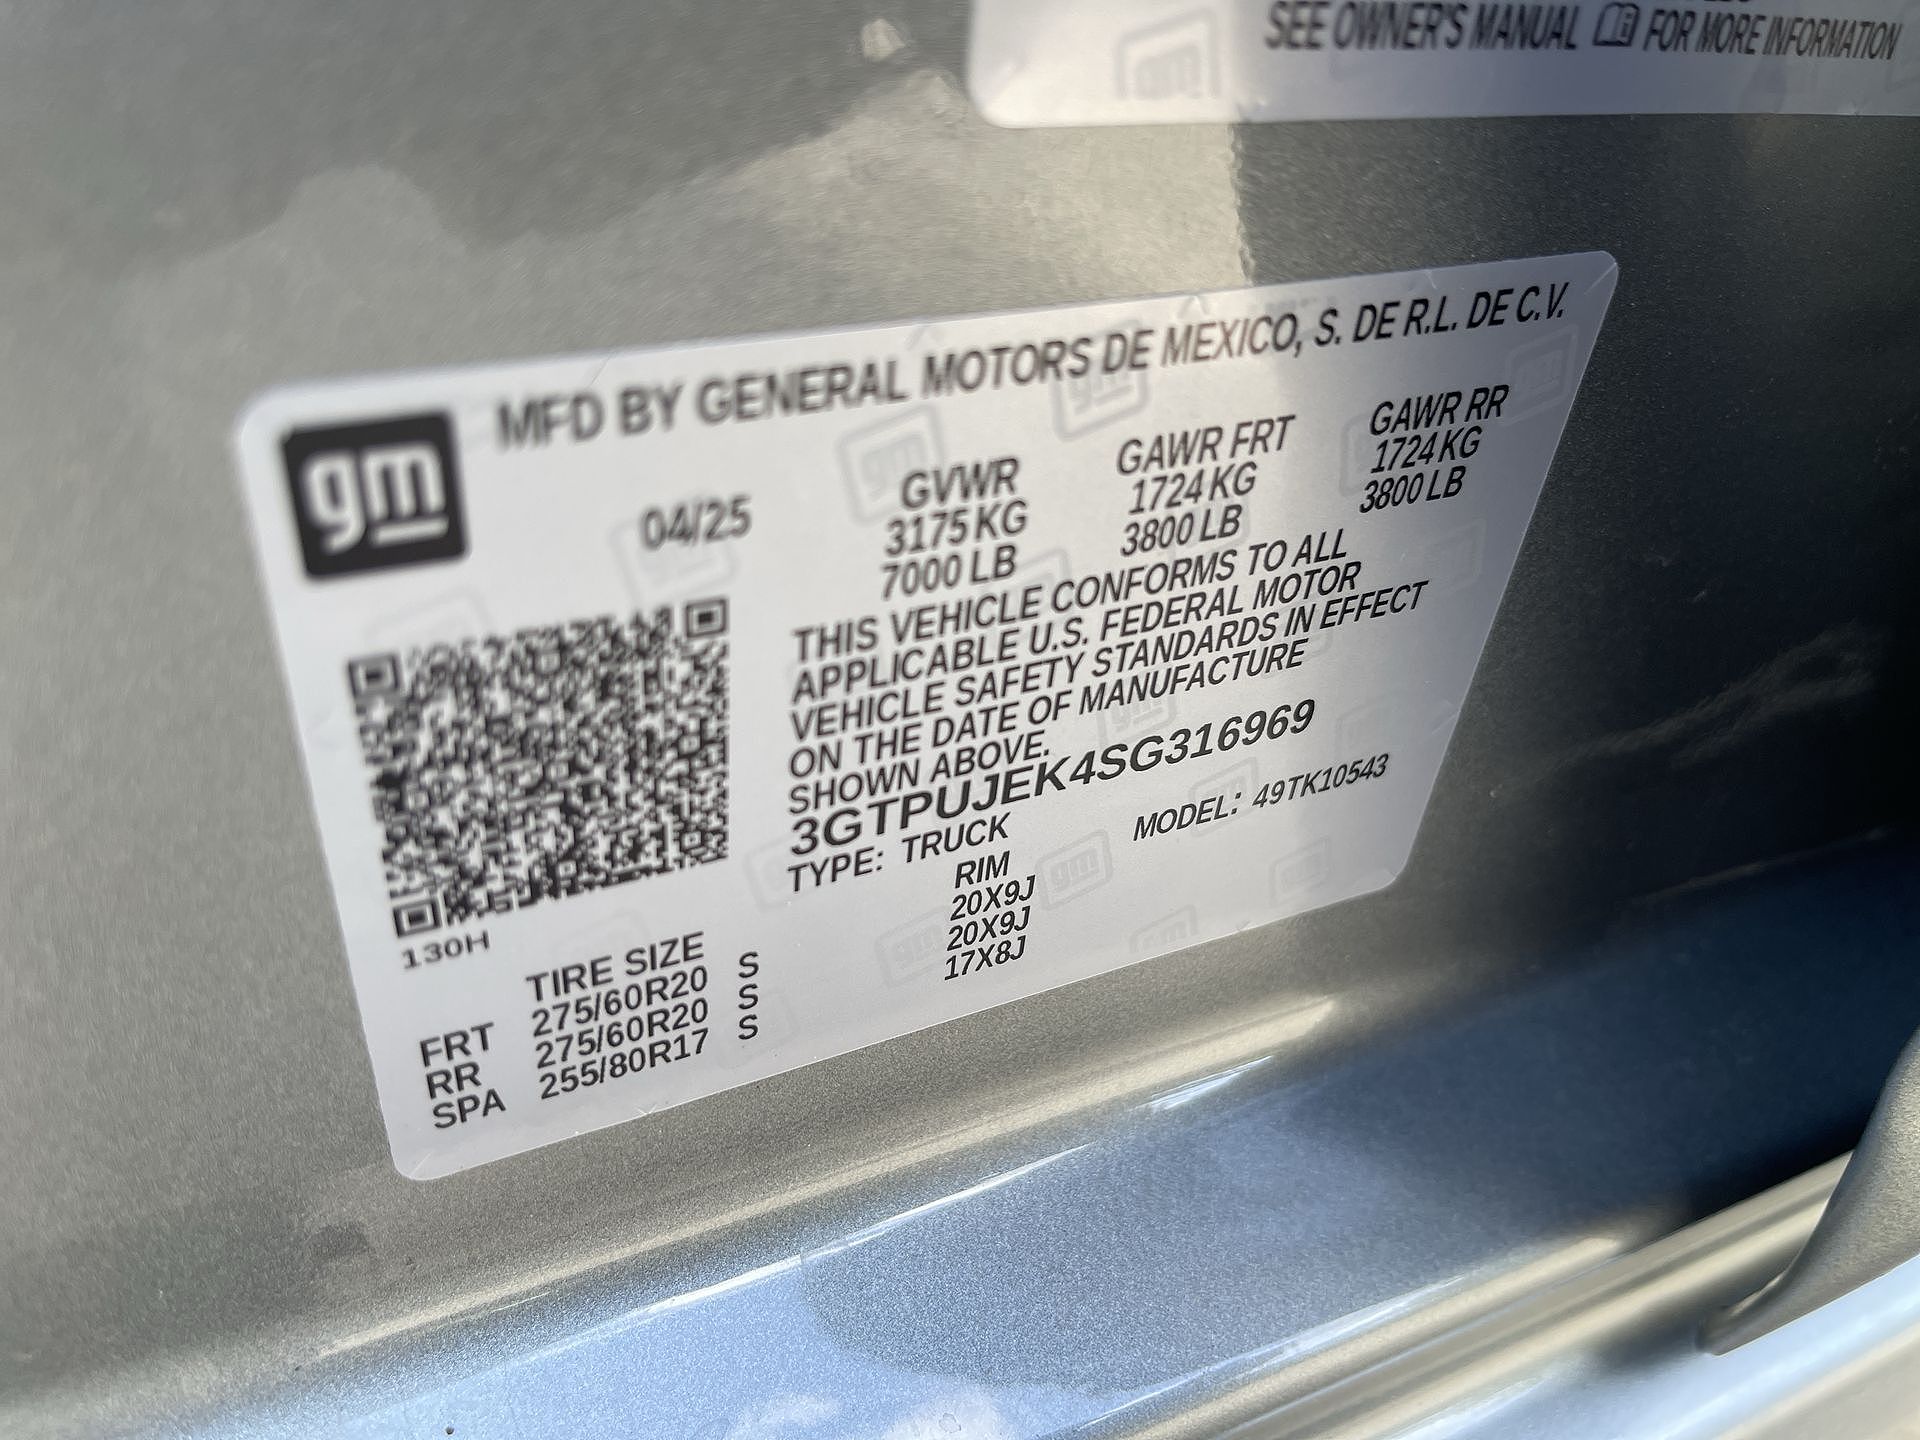 SEE OWNER'S MANUAL FOR MORE INFORMATION
gm
MFD BY GENERAL MOTORS DE MEXICO, S. DE R.L. DE C.V.
04/25
GVWR GAWR FRT GAWR RR
3175 KG 1724 KG 1724 KG
7000 LB 3800 LB 3800 LB
THIS VEHICLE CONFORMS TO ALL
APPLICABLE U.S. FEDERAL MOTOR
VEHICLE SAFETY STANDARDS IN EFFECT
ON THE DATE OF MANUFACTURE
SHOWN ABOVE.
3GTPUJEK4SG316969
TYPE: TRUCK MODEL: 49TK10543
130H
TIRE SIZE RIM
FRT 275/60R20 S 20X9J
RR 275/60R20 S 20X9J
SPA 255/80R17 S 17X8J